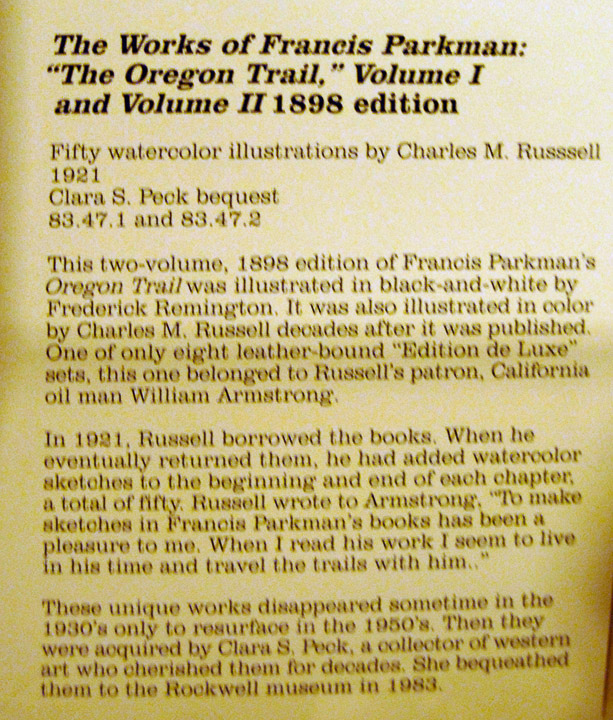 The Works of Francis Parkman:
“The Oregon Trail,” Volume I
and Volume II 1898 edition
Fifty watercolor illustrations by Charles M. Russsell
1921
Clara S. Peck bequest
83.47.1 and 83.47.2
This two-volume, 1898 edition of Francis Parkman's
Oregon Trail was illustrated in black-and-white by
Frederick Remington. It was also illustrated in color
by Charles M. Russell decades after it was published.
One of only eight leather-bound “Edition de Luxe”
sets, this one belonged to Russell's patron, California
oil man William Armstrong.
In 1921, Russell borrowed the books. When he
eventually returned them, he had added watercolor
sketches to the beginning and end of each chapter,
a total of fifty. Russell wrote to Armstrong, “To make
sketches in Francis Parkman's books has been a
pleasure to me. When I read his work I seem to live
in his time and travel the trails with him..”
These unique works disappeared sometime in the
1930's only to resurface in the 1950's. Then they
were acquired by Clara S. Peck, a collector of western
art who cherished them for decades. She bequeathed
them to the Rockwell museum in 1983.